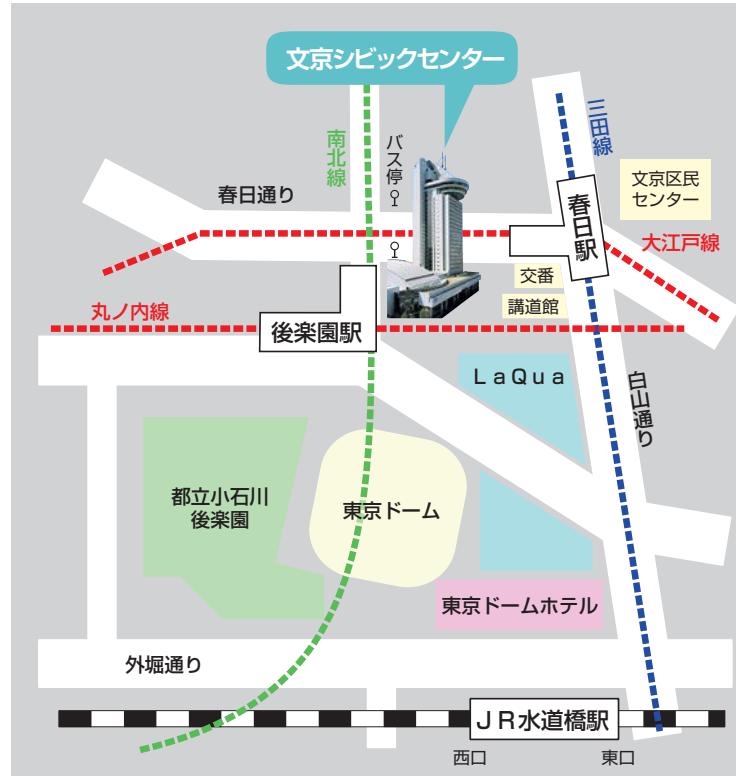 文京シビックセンター
南北線
バス停
三田線
文京区民
センター
春日通り
春日駅
大江戸線
交番
講道館
丸ノ内線
後楽園駅
LaQua
白山通り
都立小石川
後楽園
東京ドーム
東京ドームホテル
外堀通り
JR水道橋駅
西口
東口